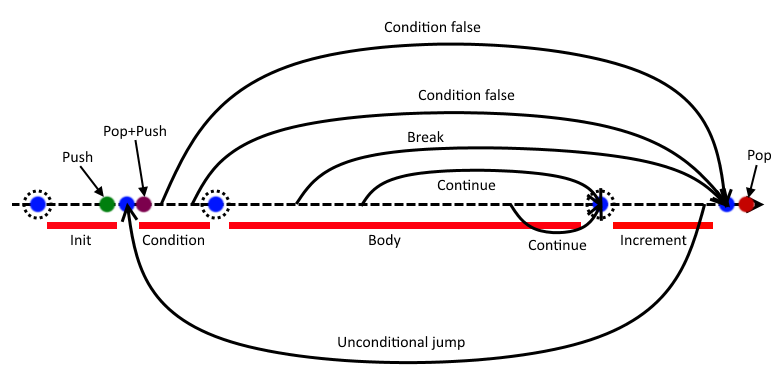 Condition false
Condition false
Pop+Push
Break
Push
Pop
Continue
Init
Condition
Body
Continue
Increment
Unconditional jump